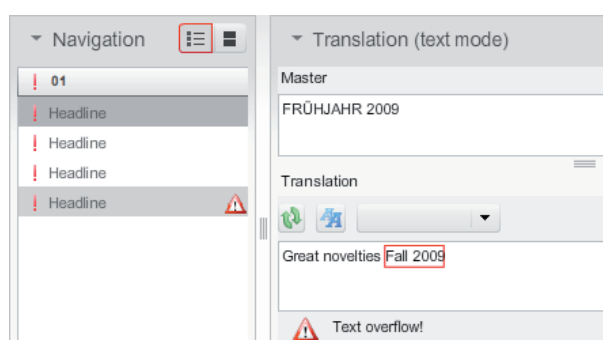 Navigation
01
Headline
Headline
Headline
Headline
Translation (text mode)
Master
FRÜHJAHR 2009
Translation
Great novelties Fall 2009
Text overflow!